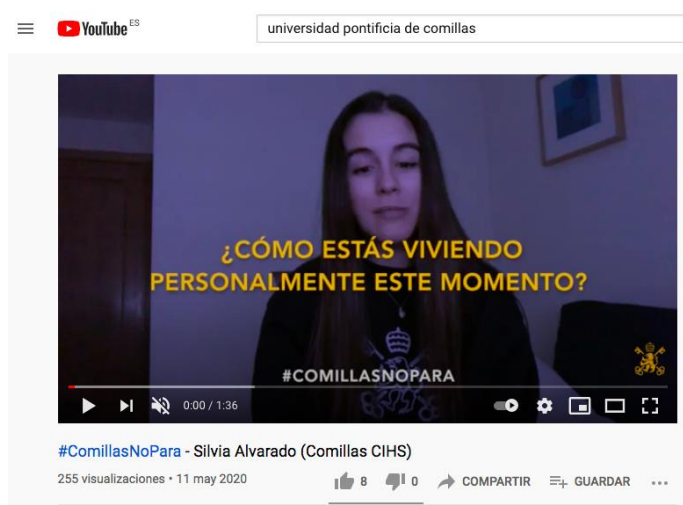 YouTube ES
universidad pontificia de comillas
¿CÓMO ESTÁS VIVIENDO
PERSONALMENTE ESTE MOMENTO?
#COMILLASNOPARA
0:00 / 1:36
#ComillasNoPara - Silvia Alvarado (Comillas CIHS)
255 visualizaciones • 11 may 2020
8
0
COMPARTIR
GUARDAR